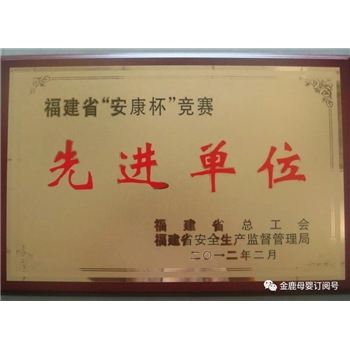 福建省“安康杯”竞赛
先进单位
福建省总工会
福建省安全生产监督管理局
二〇一二年二月
金鹿母婴订阅号